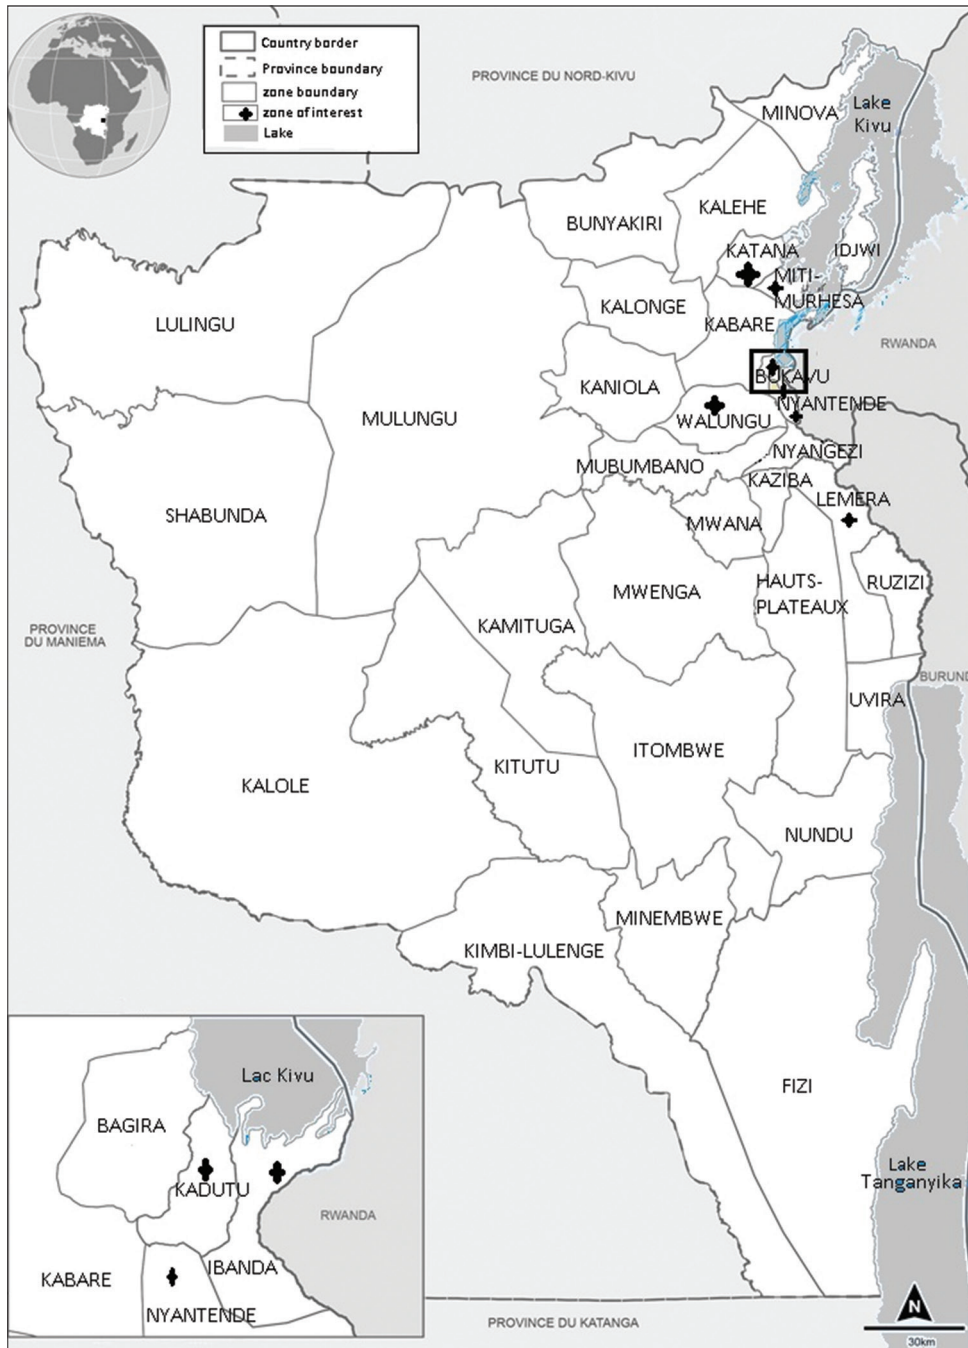 Country border
Province boundary
zone boundary
zone of interest
Lake
PROVINCE DU NORD-KIVU
MINOVA
Lake
Kivu
BUNYAKIRI
KALEHE
KATANA
IDJWI
MITI-
MURHESA
LULINGU
KALONGE
KABARE
RWANDA
KANIOLA
BUKAVU
MULUNGU
WALUNGU
NYANTENDE
NYANGEZI
MUBUMBANO
KAZIBA
LEMERA
SHABUNDA
MWANA
MWENGA
HAUTS-
PLATEAUX
RUZIZI
PROVINCE
DU MANIEMA
KAMITUGA
BURUND
UVIRA
ITOMBWE
KITUTU
KALOLE
NUNDU
MINEMBWE
KIMBI-LULENGE
FIZI
Lake
Tanganyika
Lac Kivu
BAGIRA
KADUTU
RWANDA
IBANDA
KABARE
NYANTENDE
N
30km
PROVINCE DU KATANGA